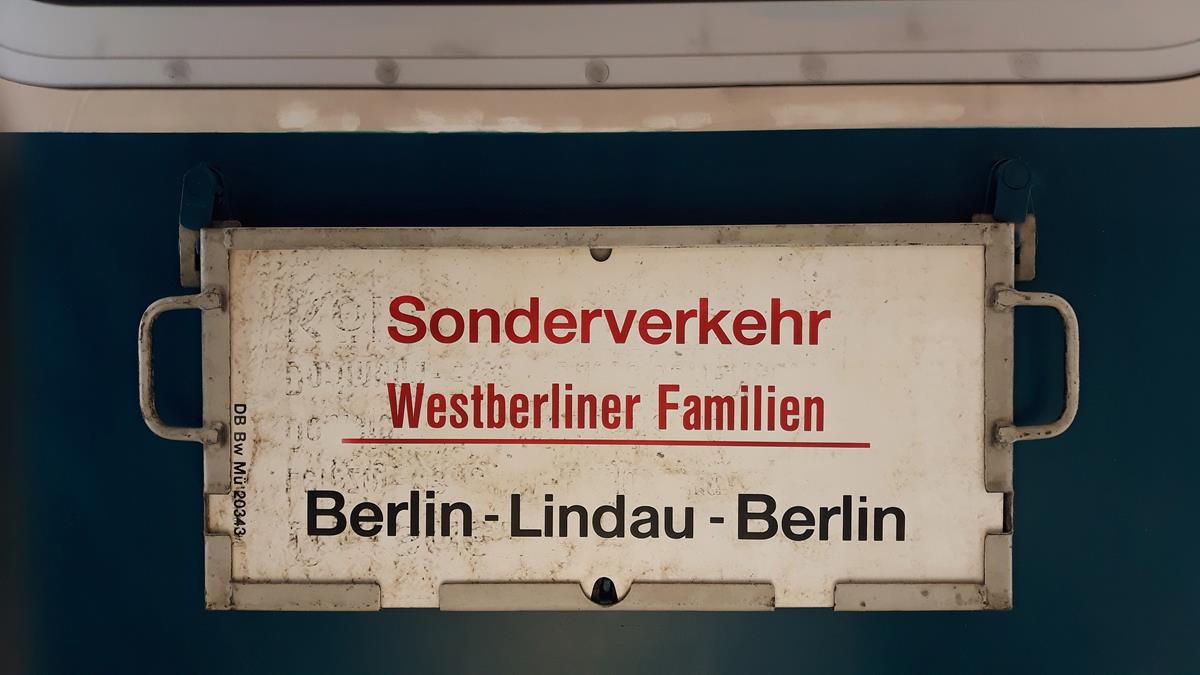 Sonderverkehr
Westberliner Familien
Berlin - Lindau - Berlin
DB Bw Mü 20343